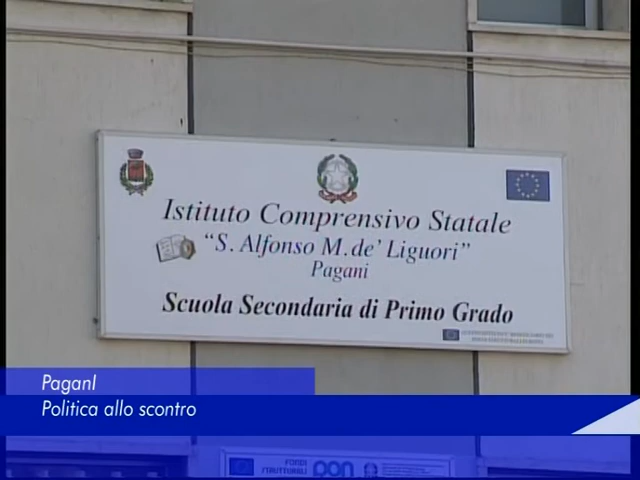 Istituto Comprensivo Statale
"S. Alfonso M. de' Liguori"
Pagani
Scuola Secondaria di Primo Grado
PaganI
Politica allo scontro
FONDI
STRUTTURALI
pon